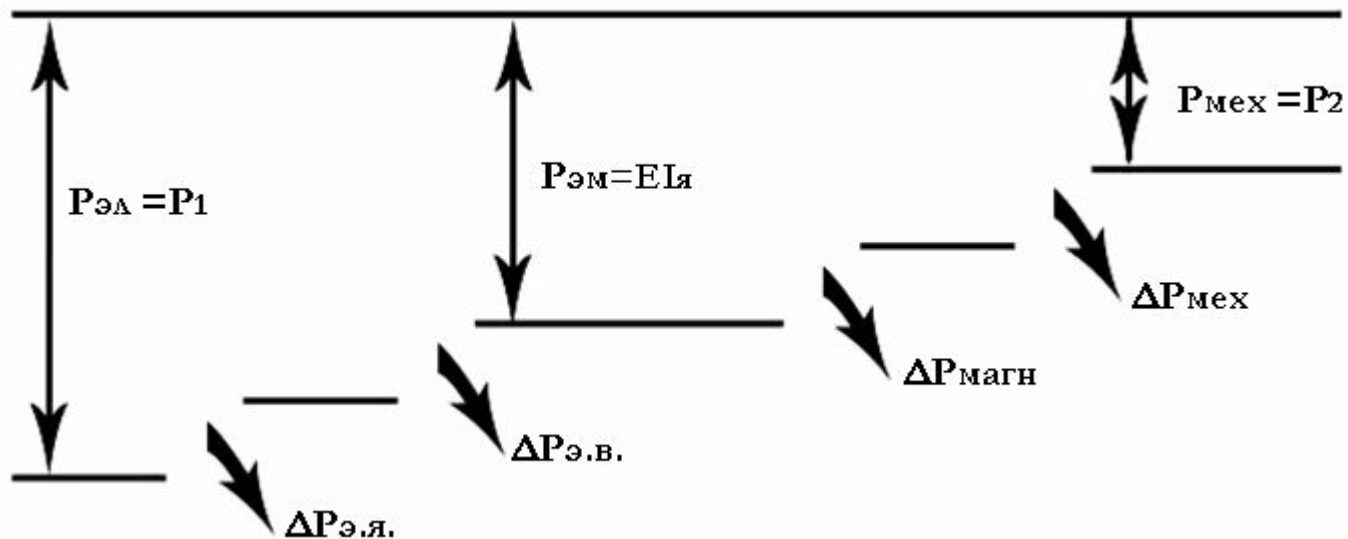 Pмех =P2
Pэм=EIя
Pэл =P1
ΔPмех
ΔPмагн
ΔPэ.в.
ΔPэ.я.